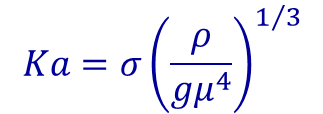 Ka = σ (ρ / gμ⁴)^1/3